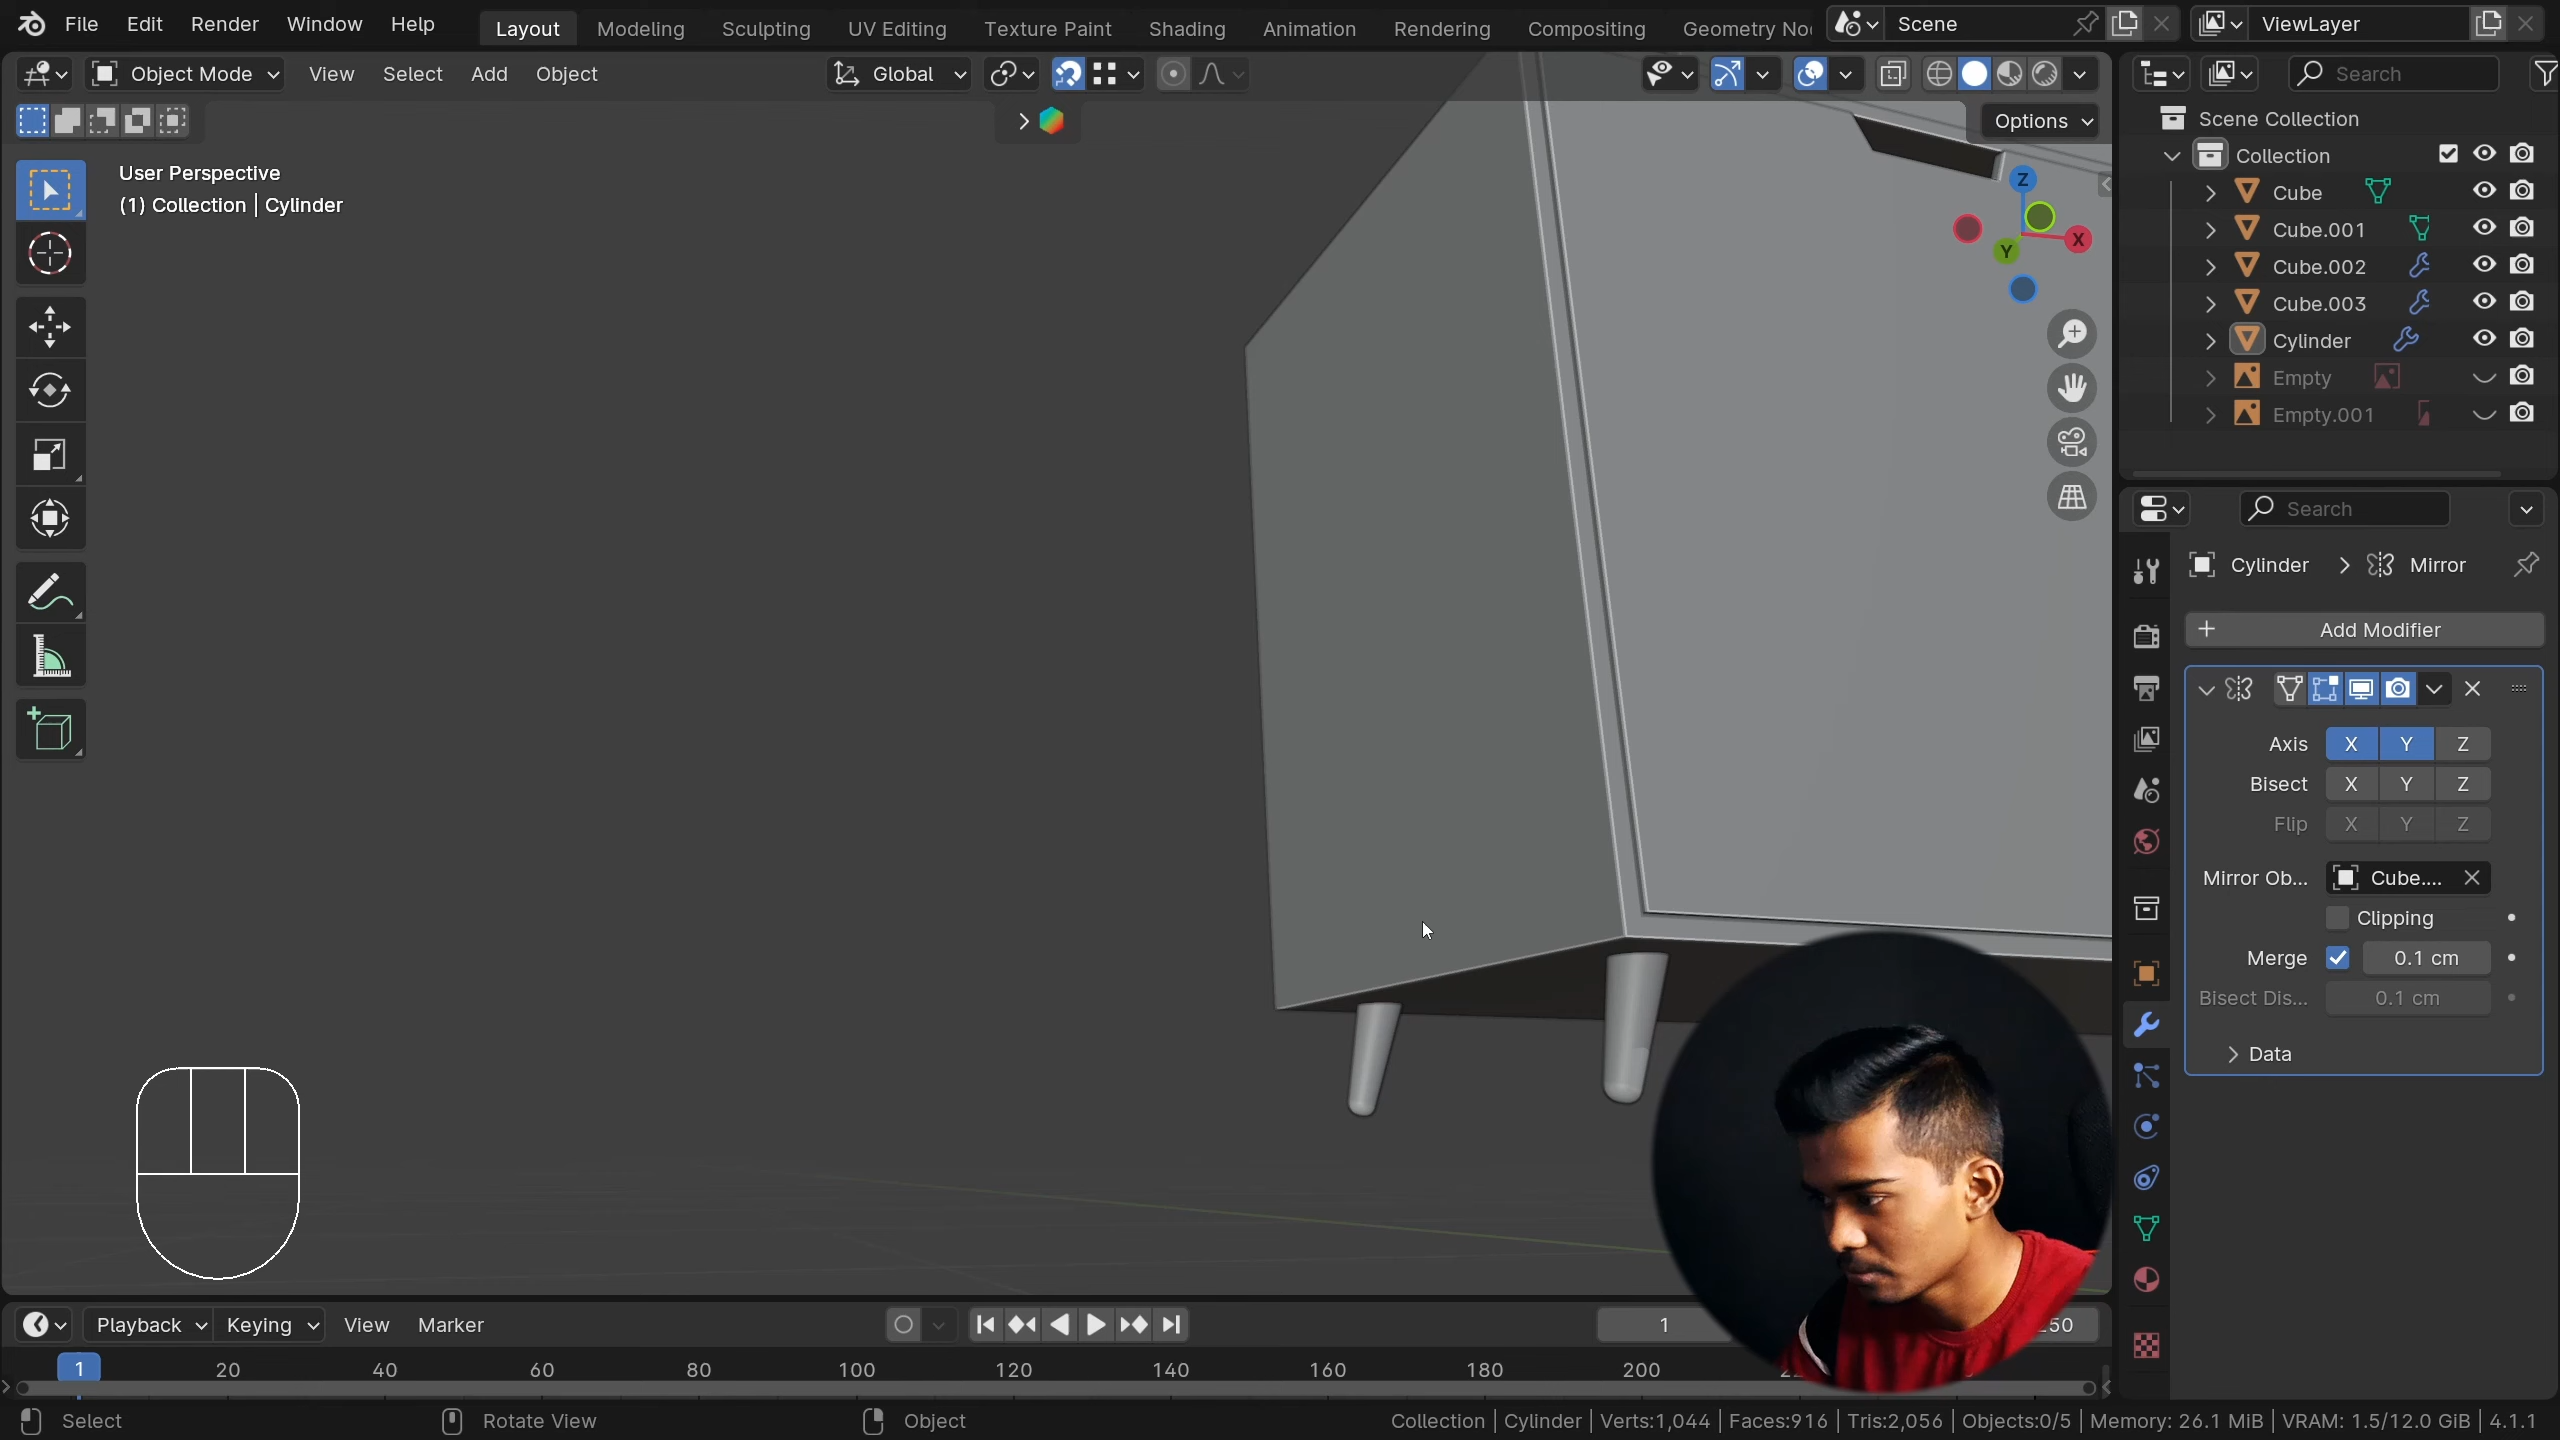 File Edit Render Window Help Layout Modeling Sculpting UV Editing Texture Paint Shading Animation Rendering Compositing Geometry No Scene ViewLayer
Object Mode View Select Add Object Global Search
Options
User Perspective
(1) Collection | Cylinder
Z
X
Y
Scene Collection
Collection
Cube
Cube.001
Cube.002
Cube.003
Cylinder
Empty
Empty.001
Search
Cylinder Mirror
Add Modifier
Axis X Y Z
Bisect X Y Z
Flip X Y Z
Mirror Ob... Cube....
Clipping
Merge 0.1 cm
Bisect Dis... 0.1 cm
Data
Playback Keying View Marker 1 50
1 20 40 60 80 100 120 140 160 180 200
Select Rotate View Object Collection | Cylinder | Verts:1,044 | Faces:916 | Tris:2,056 | Objects:0/5 | Memory: 26.1 MiB | VRAM: 1.5/12.0 GiB | 4.1.1